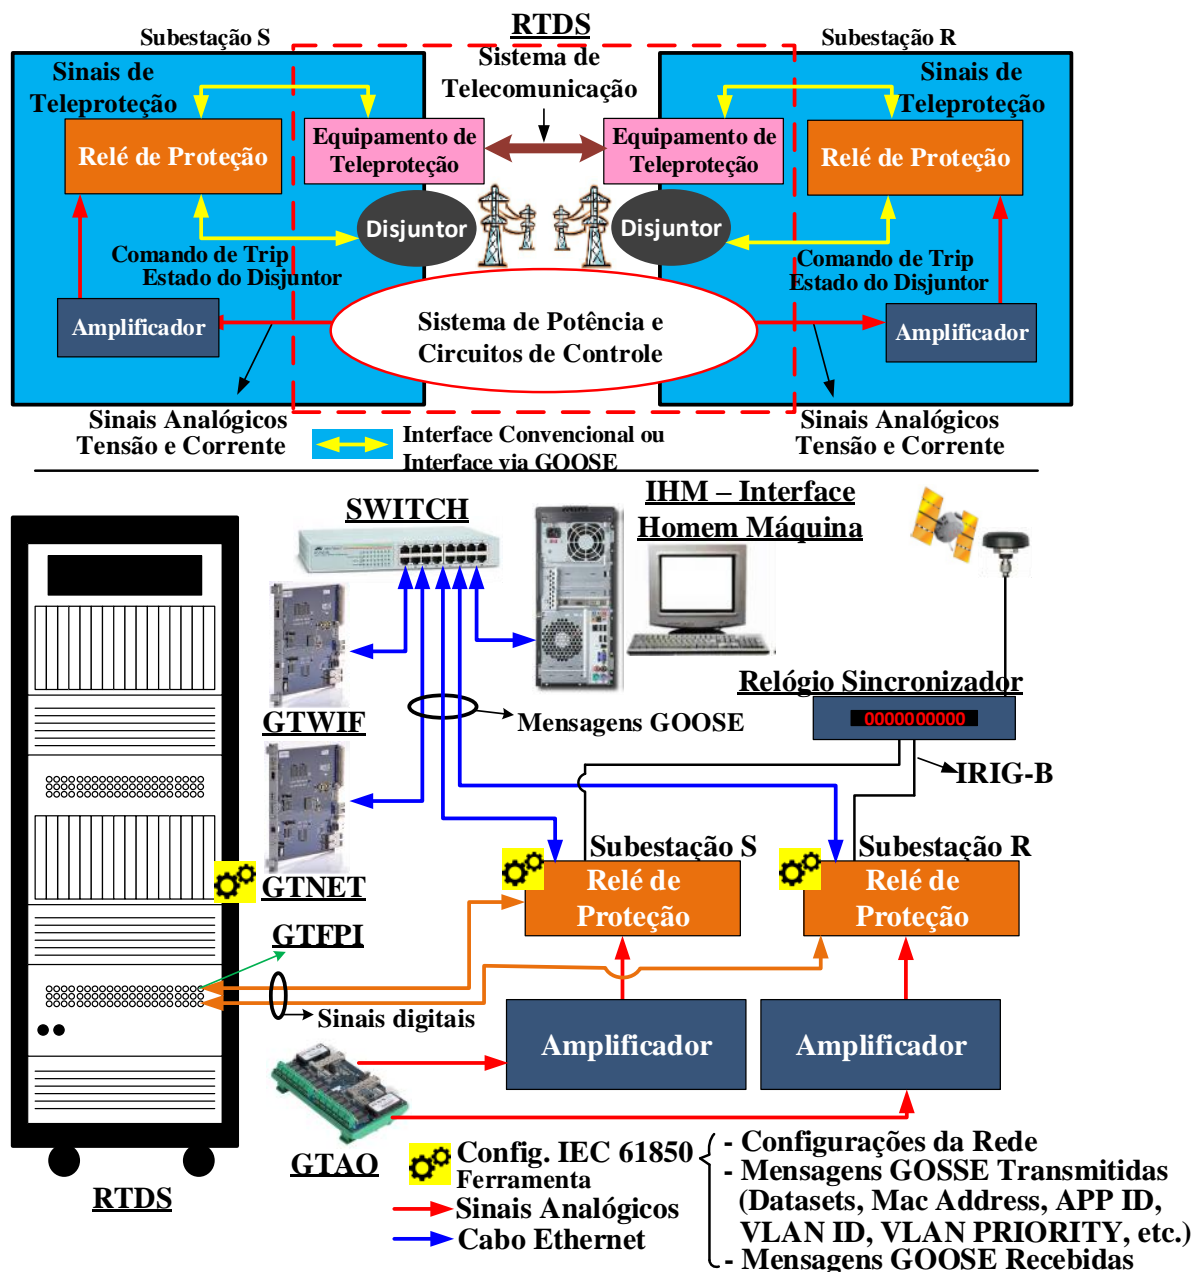 RTDS
Subestação S
Subestação R
Sistema de
Telecomunicação
Sinais de
Teleproteção
Sinais de
Teleproteção
Relé de Proteção
Equipamento de
Teleproteção
Equipamento de
Teleproteção
Relé de Proteção
Disjuntor
Disjuntor
Comando de Trip
Estado do Disjuntor
Comando de Trip
Estado do Disjuntor
Amplificador
Sistema de Potência e
Circuitos de Controle
Amplificador
Sinais Analógicos
Tensão e Corrente
Sinais Analógicos
Tensão e Corrente
Interface Convencional ou
Interface via GOOSE
SWITCH
IHM – Interface
Homem Máquina
GTWIF
Mensagens GOOSE
Relógio Sincronizador
0000000000
IRIG-B
GTNET
Subestação S
Subestação R
Relé de
Proteção
Relé de
Proteção
GTFPI
Sinais digitais
Amplificador
Amplificador
GTAO
RTDS
Config. IEC 61850
Ferramenta
Sinais Analógicos
Cabo Ethernet
- Configurações da Rede
- Mensagens GOSSE Transmitidas
(Datasets, Mac Address, APP ID,
VLAN ID, VLAN PRIORITY, etc.)
- Mensagens GOOSE Recebidas